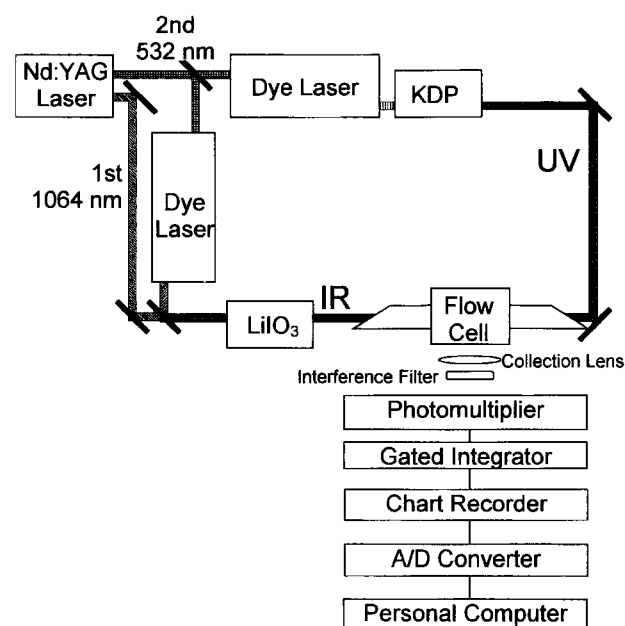 2nd
532 nm
Nd:YAG
Laser
Dye Laser
KDP
1st
1064 nm
Dye
Laser
UV
IR
LiIO₃
Flow
Cell
Collection Lens
Interference Filter
Photomultiplier
Gated Integrator
Chart Recorder
A/D Converter
Personal Computer